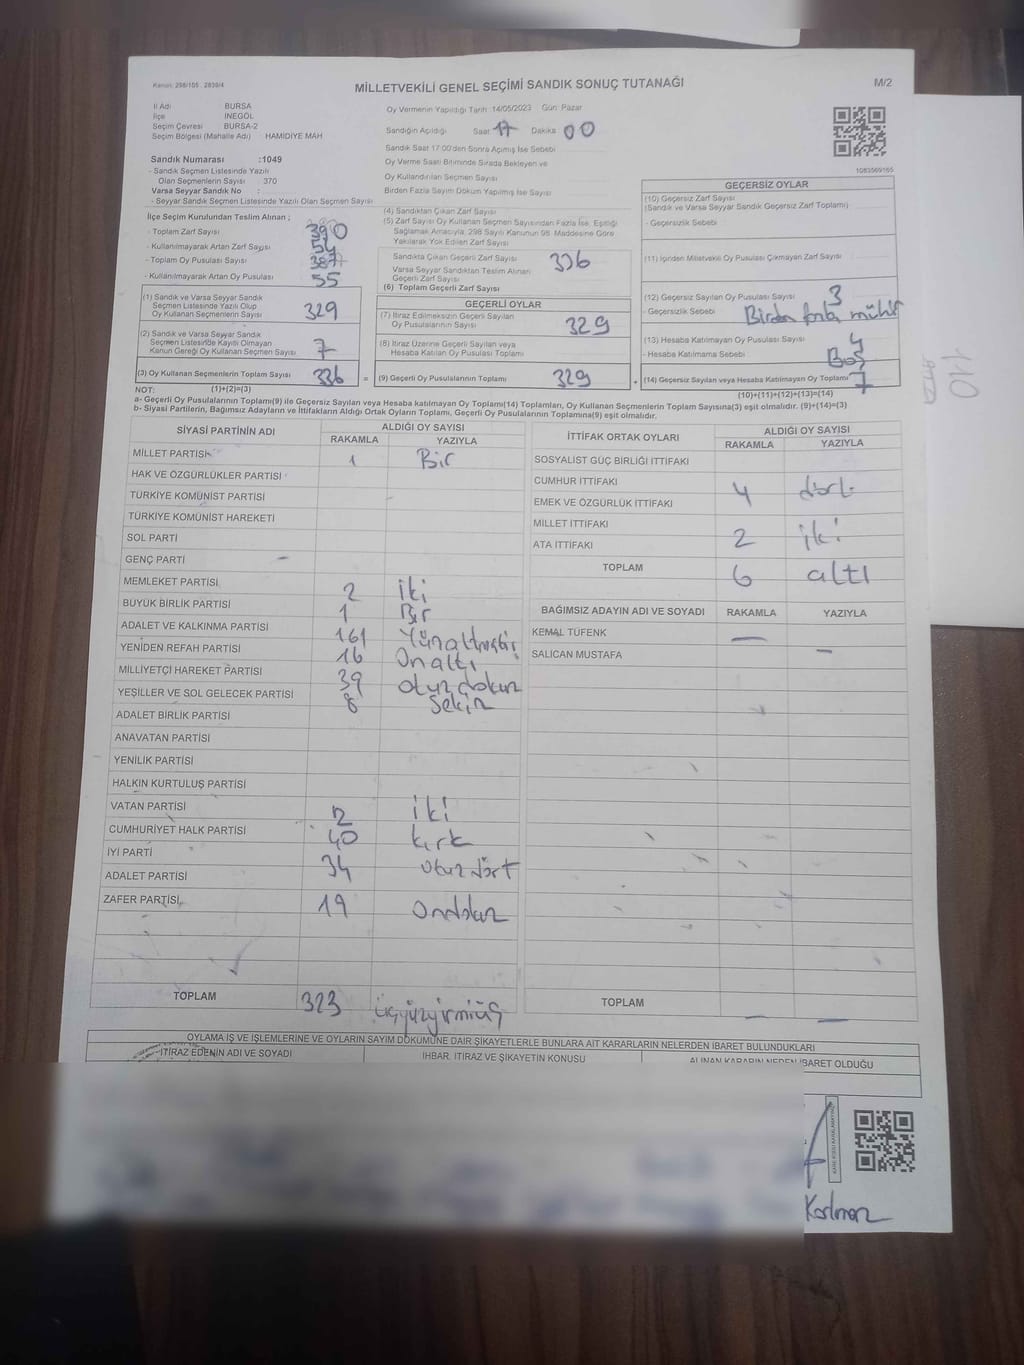 Kanun: 298/105 2839/4
MİLLETVEKİLİ GENEL SEÇİMİ SANDIK SONUÇ TUTANAĞI
M/2
İl Adı BURSA
İlçe İNEGÖL
Seçim Çevresi BURSA-2
Seçim Bölgesi (Mahalle Adı) HAMİDİYE MAH
Sandık Numarası :1049
- Sandık Seçmen Listesinde Yazılı
Olan Seçmenlerin Sayısı : 370
Varsa Seyyar Sandık No :
- Seyyar Sandık Seçmen Listesinde Yazılı Olan Seçmen Sayısı
İlçe Seçim Kurulundan Teslim Alınan ;
- Toplam Zarf Sayısı 390
- Kullanılmayarak Artan Zarf Sayısı 54
- Toplam Oy Pusulası Sayısı 387
- Kullanılmayarak Artan Oy Pusulası 55
(1) Sandık ve Varsa Seyyar Sandık
Seçmen Listesinde Yazılı Olup
Oy Kullanan Seçmenlerin Sayısı 329
(2) Sandık ve Varsa Seyyar Sandık
Seçmen Listesinde Kayıtlı Olmayan
Kanun Gereği Oy Kullanan Seçmen Sayısı 7
(3) Oy Kullanan Seçmenlerin Toplam Sayısı 336
Oy Vermenin Yapıldığı Tarih :14/05/2023 Gün: Pazar
Sandığın Açıldığı Saat 17 Dakika 00
Sandık Saat 17:00'den Sonra Açılmış İse Sebebi
Oy Verme Saati Bitiminde Sırada Bekleyen ve
Oy Kullandırılan Seçmen Sayısı
Birden Fazla Sayım Döküm Yapılmış İse Sayısı
(4) Sandıktan Çıkan Zarf Sayısı
(5) Zarf Sayısı Oy Kullanan Seçmen Sayısından Fazla İse, Eşitliği
Sağlamak Amacıyla, 298 Sayılı Kanunun 98. Maddesine Göre
Yakılarak Yok Edilen Zarf Sayısı
Sandıkta Çıkan Geçerli Zarf Sayısı 336
Varsa Seyyar Sandıktan Teslim Alınan
Geçerli Zarf Sayısı
(6) Toplam Geçerli Zarf Sayısı
GEÇERLİ OYLAR
(7) İtiraz Edilmeksizin Geçerli Sayılan
Oy Pusulalarının Sayısı 329
(8) İtiraz Üzerine Geçerli Sayılan veya
Hesaba Katılan Oy Pusulası Toplamı
= (9) Geçerli Oy Pusulalarının Toplamı 329 +
1083569165
GEÇERSİZ OYLAR
(10) Geçersiz Zarf Sayısı
(Sandık ve Varsa Seyyar Sandık Geçersiz Zarf Toplamı)
- Geçersizlik Sebebi
(11) İçinden Milletvekili Oy Pusulası Çıkmayan Zarf Sayısı
(12) Geçersiz Sayılan Oy Pusulası Sayısı 3
- Geçersizlik Sebebi Birden fazla mühür
(13) Hesaba Katılmayan Oy Pusulası Sayısı 4
- Hesaba Katılmama Sebebi Boş
(14) Geçersiz Sayılan veya Hesaba Katılmayan Oy Toplamı 7
NOT: (1)+(2)=(3)
(10)+(11)+(12)+(13)=(14)
a- Geçerli Oy Pusulalarının Toplamı(9) ile Geçersiz Sayılan veya Hesaba katılmayan Oy Toplamı(14) Toplamları, Oy Kullanan Seçmenlerin Toplam Sayısına(3) eşit olmalıdır. (9)+(14)=(3)
b- Siyasi Partilerin, Bağımsız Adayların ve İttifakların Aldığı Ortak Oyların Toplamı, Geçerli Oy Pusulalarının Toplamına(9) eşit olmalıdır.
SİYASİ PARTİNİN ADI ALDIĞI OY SAYISI
RAKAMLA YAZIYLA
MİLLET PARTİSİ 1 Bir
HAK VE ÖZGÜRLÜKLER PARTİSİ
TÜRKİYE KOMÜNİST PARTİSİ
TÜRKİYE KOMÜNİST HAREKETİ
SOL PARTİ
GENÇ PARTİ
MEMLEKET PARTİSİ 2 iki
BÜYÜK BİRLİK PARTİSİ 1 Bir
ADALET VE KALKINMA PARTİSİ 161 Yüzaltmışbir
YENİDEN REFAH PARTİSİ 16 Onaltı
MİLLİYETÇİ HAREKET PARTİSİ 39 otuzdokuz
YEŞİLLER VE SOL GELECEK PARTİSİ 8 Sekiz
ADALET BİRLİK PARTİSİ
ANAVATAN PARTİSİ
YENİLİK PARTİSİ
HALKIN KURTULUŞ PARTİSİ
VATAN PARTİSİ 2 iki
CUMHURİYET HALK PARTİSİ 40 kırk
İYİ PARTİ 34 otuzdört
ADALET PARTİSİ
ZAFER PARTİSİ 19 Ondokuz
TOPLAM 323 üçyüzyirmiüç
İTTİFAK ORTAK OYLARI ALDIĞI OY SAYISI
RAKAMLA YAZIYLA
SOSYALİST GÜÇ BİRLİĞİ İTTİFAKI
CUMHUR İTTİFAKI 4 dört
EMEK VE ÖZGÜRLÜK İTTİFAKI
MİLLET İTTİFAKI 2 iki
ATA İTTİFAKI
TOPLAM 6 altı
BAĞIMSIZ ADAYIN ADI VE SOYADI RAKAMLA YAZIYLA
KEMAL TÜFENK —
SALİCAN MUSTAFA —
TOPLAM — —
OYLAMA İŞ VE İŞLEMLERİNE VE OYLARIN SAYIM DÖKÜMÜNE DAİR ŞİKAYETLERLE BUNLARA AİT KARARLARIN NELERDEN İBARET BULUNDUKLARI
İTİRAZ EDENİN ADI VE SOYADI
İHBAR, İTİRAZ VE ŞİKAYETİN KONUSU
ALINAN KARARIN NEDEN İBARET OLDUĞU
110